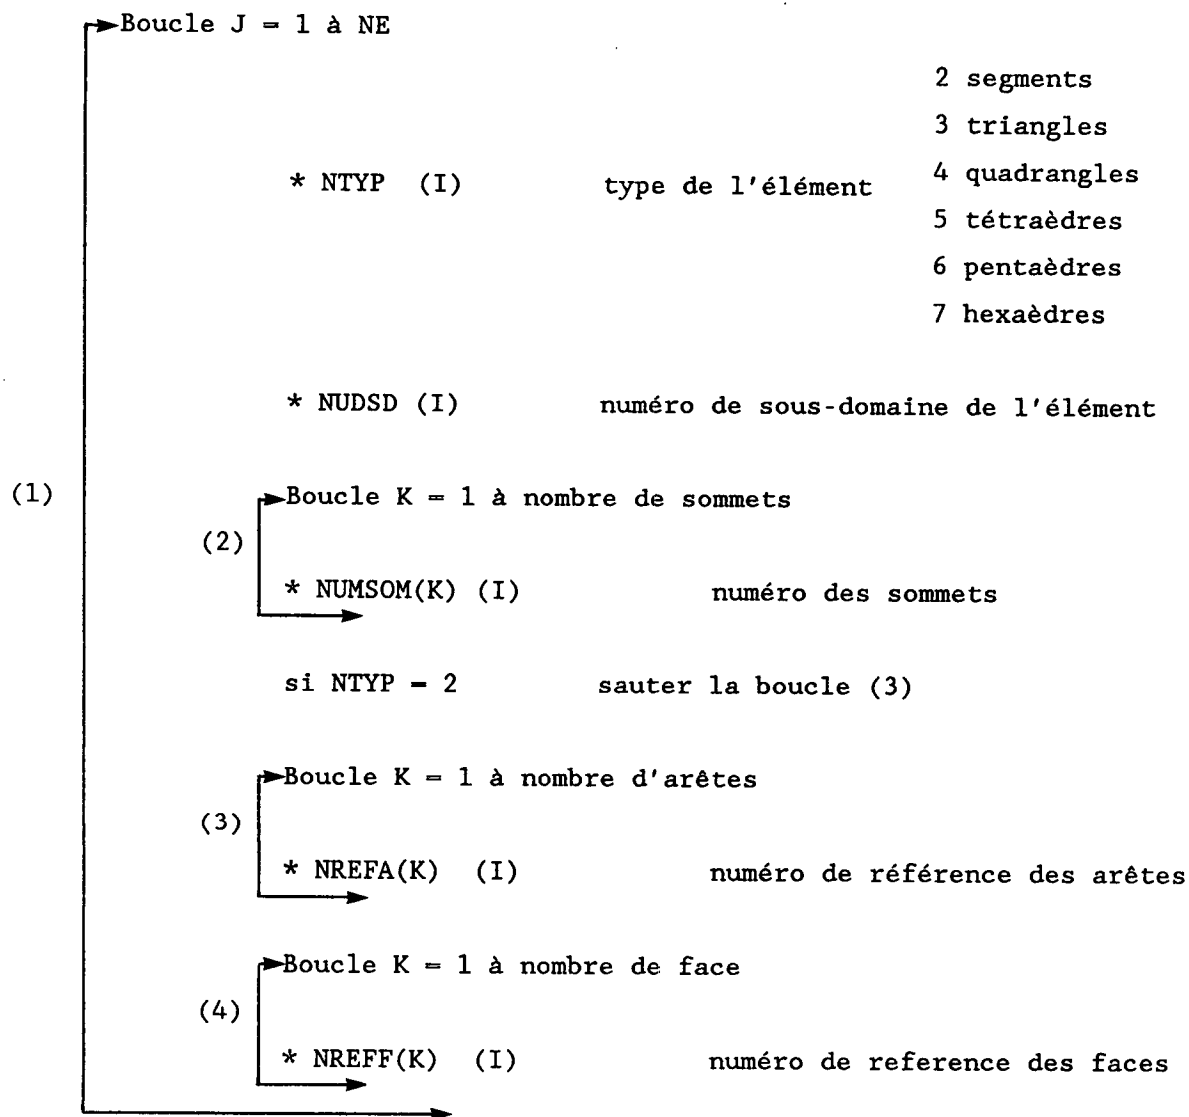 Boucle J = 1 à NE
2 segments
3 triangles
* NTYP (I) type de l'élément 4 quadrangles
5 tétraèdres
6 pentaèdres
7 hexaèdres
* NUDSD (I) numéro de sous-domaine de l'élément
(1) Boucle K = 1 à nombre de sommets
(2)
* NUMSOM(K) (I) numéro des sommets
si NTYP = 2 sauter la boucle (3)
Boucle K = 1 à nombre d'arêtes
(3)
* NREFA(K) (I) numéro de référence des arêtes
Boucle K = 1 à nombre de face
(4)
* NREFF(K) (I) numéro de reference des faces